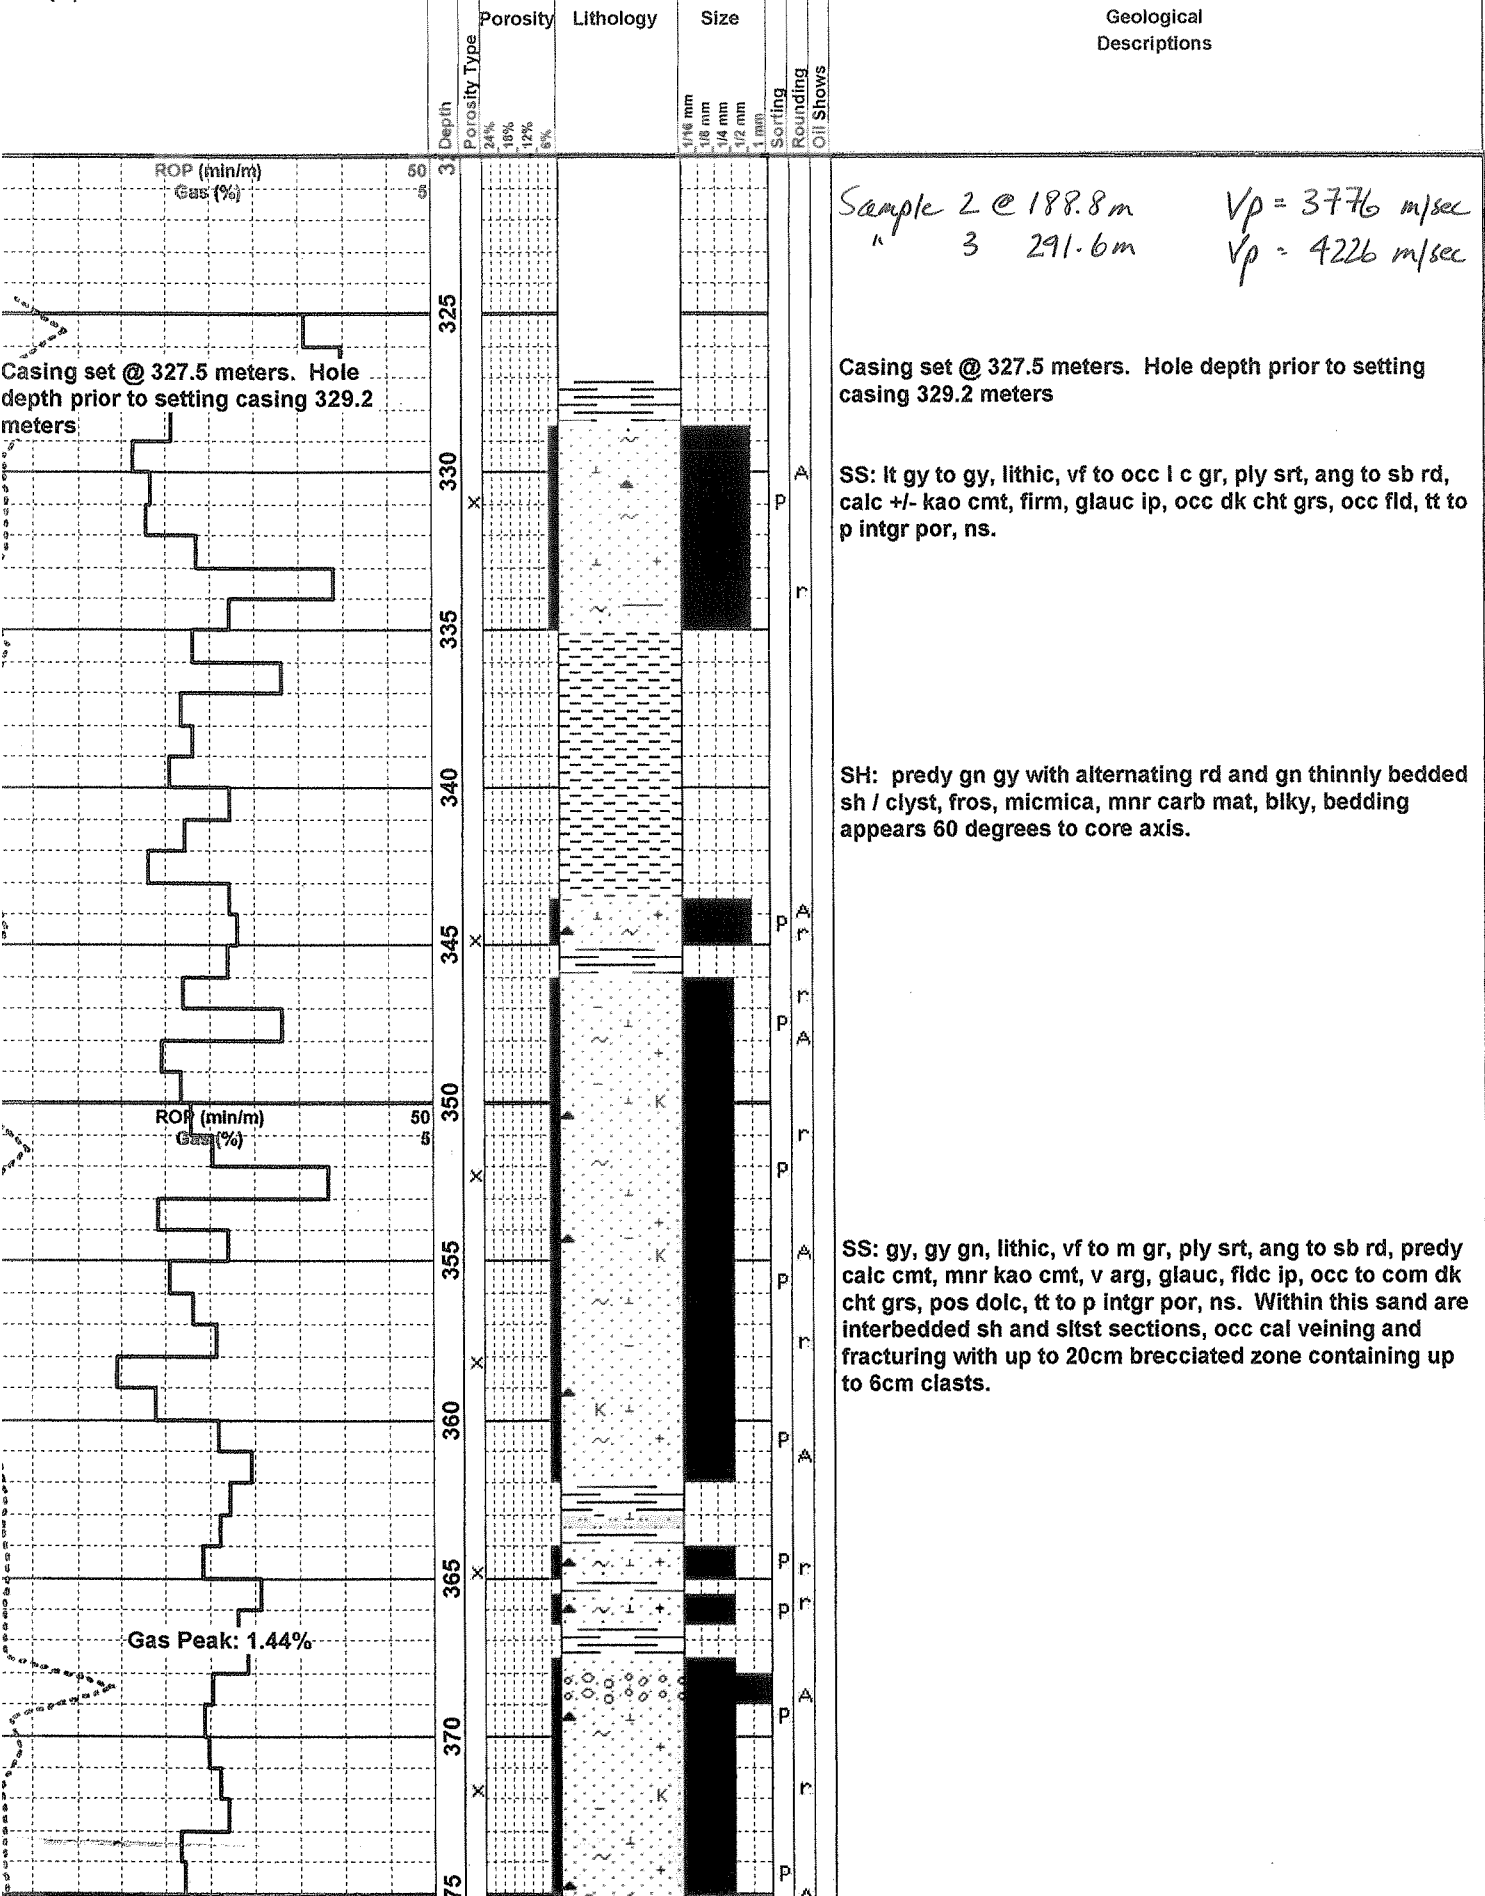 Porosity Lithology Size
Geological
Descriptions
Depth
Porosity Type
24%
18%
12%
6%
1/16 mm
1/8 mm
1/4 mm
1/2 mm
1 mm
Sorting
Rounding
Oil Shows
ROP (min/m) 50
Gas (%) 5
Sample 2 @ 188.8m Vp = 3776 m/sec
" 3 291.6m Vp = 4226 m/sec
325
Casing set @ 327.5 meters. Hole
depth prior to setting casing 329.2
meters
Casing set @ 327.5 meters. Hole depth prior to setting
casing 329.2 meters
330
SS: lt gy to gy, lithic, vf to occ l c gr, ply srt, ang to sb rd,
calc +/- kao cmt, firm, glauc ip, occ dk cht grs, occ fld, tt to
p intgr por, ns.
335
340
SH: predy gn gy with alternating rd and gn thinnly bedded
sh / clyst, fros, micmica, mnr carb mat, blky, bedding
appears 60 degrees to core axis.
345
350
ROP (min/m) 50
Gas (%) 5
355
SS: gy, gy gn, lithic, vf to m gr, ply srt, ang to sb rd, predy
calc cmt, mnr kao cmt, v arg, glauc, fldc ip, occ to com dk
cht grs, pos dolc, tt to p intgr por, ns. Within this sand are
interbedded sh and sltst sections, occ cal veining and
fracturing with up to 20cm brecciated zone containing up
to 6cm clasts.
360
365
Gas Peak: 1.44%
370
75